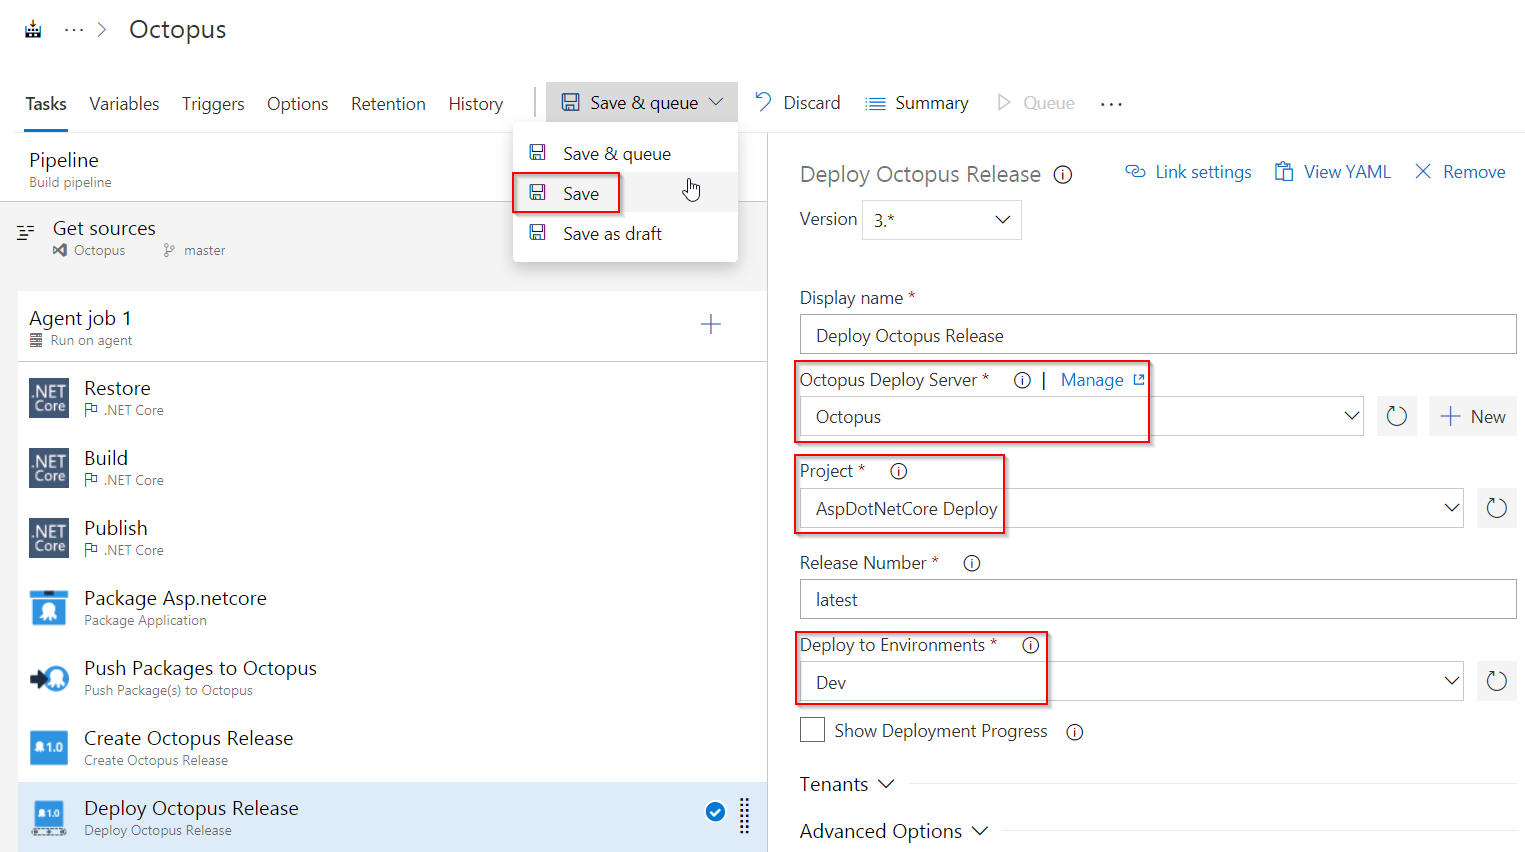 ··· Octopus
Tasks Variables Triggers Options Retention History Save & queue Discard Summary Queue ···
Save & queue
Save
Save as draft
Pipeline
Build pipeline
Get sources
Octopus master
Agent job 1
Run on agent
.NET Core Restore
.NET Core
.NET Core Build
.NET Core
.NET Core Publish
.NET Core
Package Asp.netcore
Package Application
Push Packages to Octopus
Push Package(s) to Octopus
1.0 Create Octopus Release
Create Octopus Release
1.0 Deploy Octopus Release
Deploy Octopus Release
Deploy Octopus Release Link settings View YAML Remove
Version 3.*
Display name *
Deploy Octopus Release
Octopus Deploy Server * | Manage
Octopus New
Project *
AspDotNetCore Deploy
Release Number *
latest
Deploy to Environments *
Dev
Show Deployment Progress
Tenants
Advanced Options